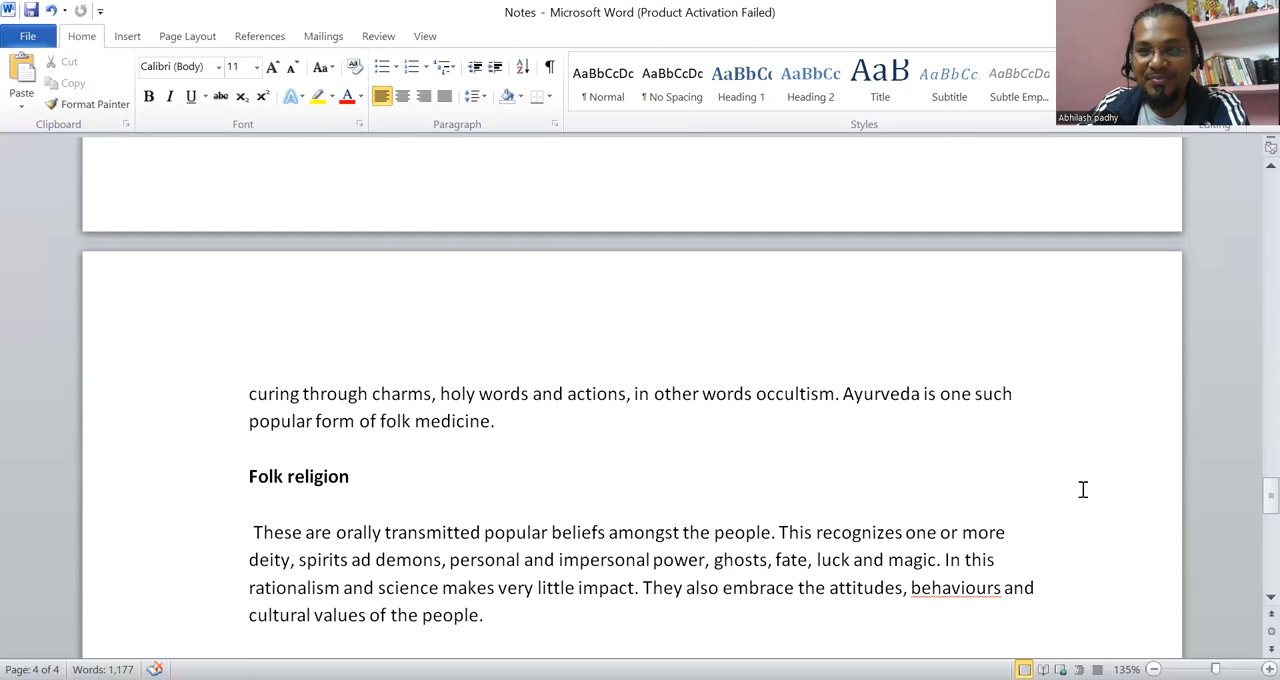 Notes - Microsoft Word (Product Activation Failed)
File Home Insert Page Layout References Mailings Review View
Paste
Cut
Copy
Format Painter
Clipboard
Calibri (Body) 11
Font
Paragraph
AaBbCcDc AaBbCcDc AaBbC AaBbCc AaB AaBbCc. AaBbCcDa
¶ Normal ¶ No Spacing Heading 1 Heading 2 Title Subtitle Subtle Emp...
Styles
Editing
Abhilash padhy
curing through charms, holy words and actions, in other words occultism. Ayurveda is one such
popular form of folk medicine.
Folk religion
These are orally transmitted popular beliefs amongst the people. This recognizes one or more
deity, spirits ad demons, personal and impersonal power, ghosts, fate, luck and magic. In this
rationalism and science makes very little impact. They also embrace the attitudes, behaviours and
cultural values of the people.
Page: 4 of 4 Words: 1,177
135%